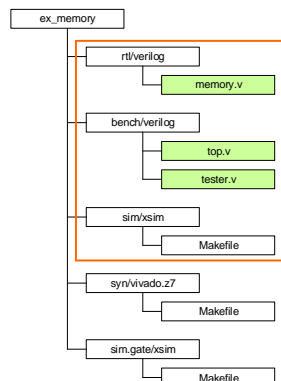 ex_memory
rtl/verilog
memory.v
bench/verilog
top.v
tester.v
sim/xsim
Makefile
syn/vivado.z7
Makefile
sim.gate/xsim
Makefile